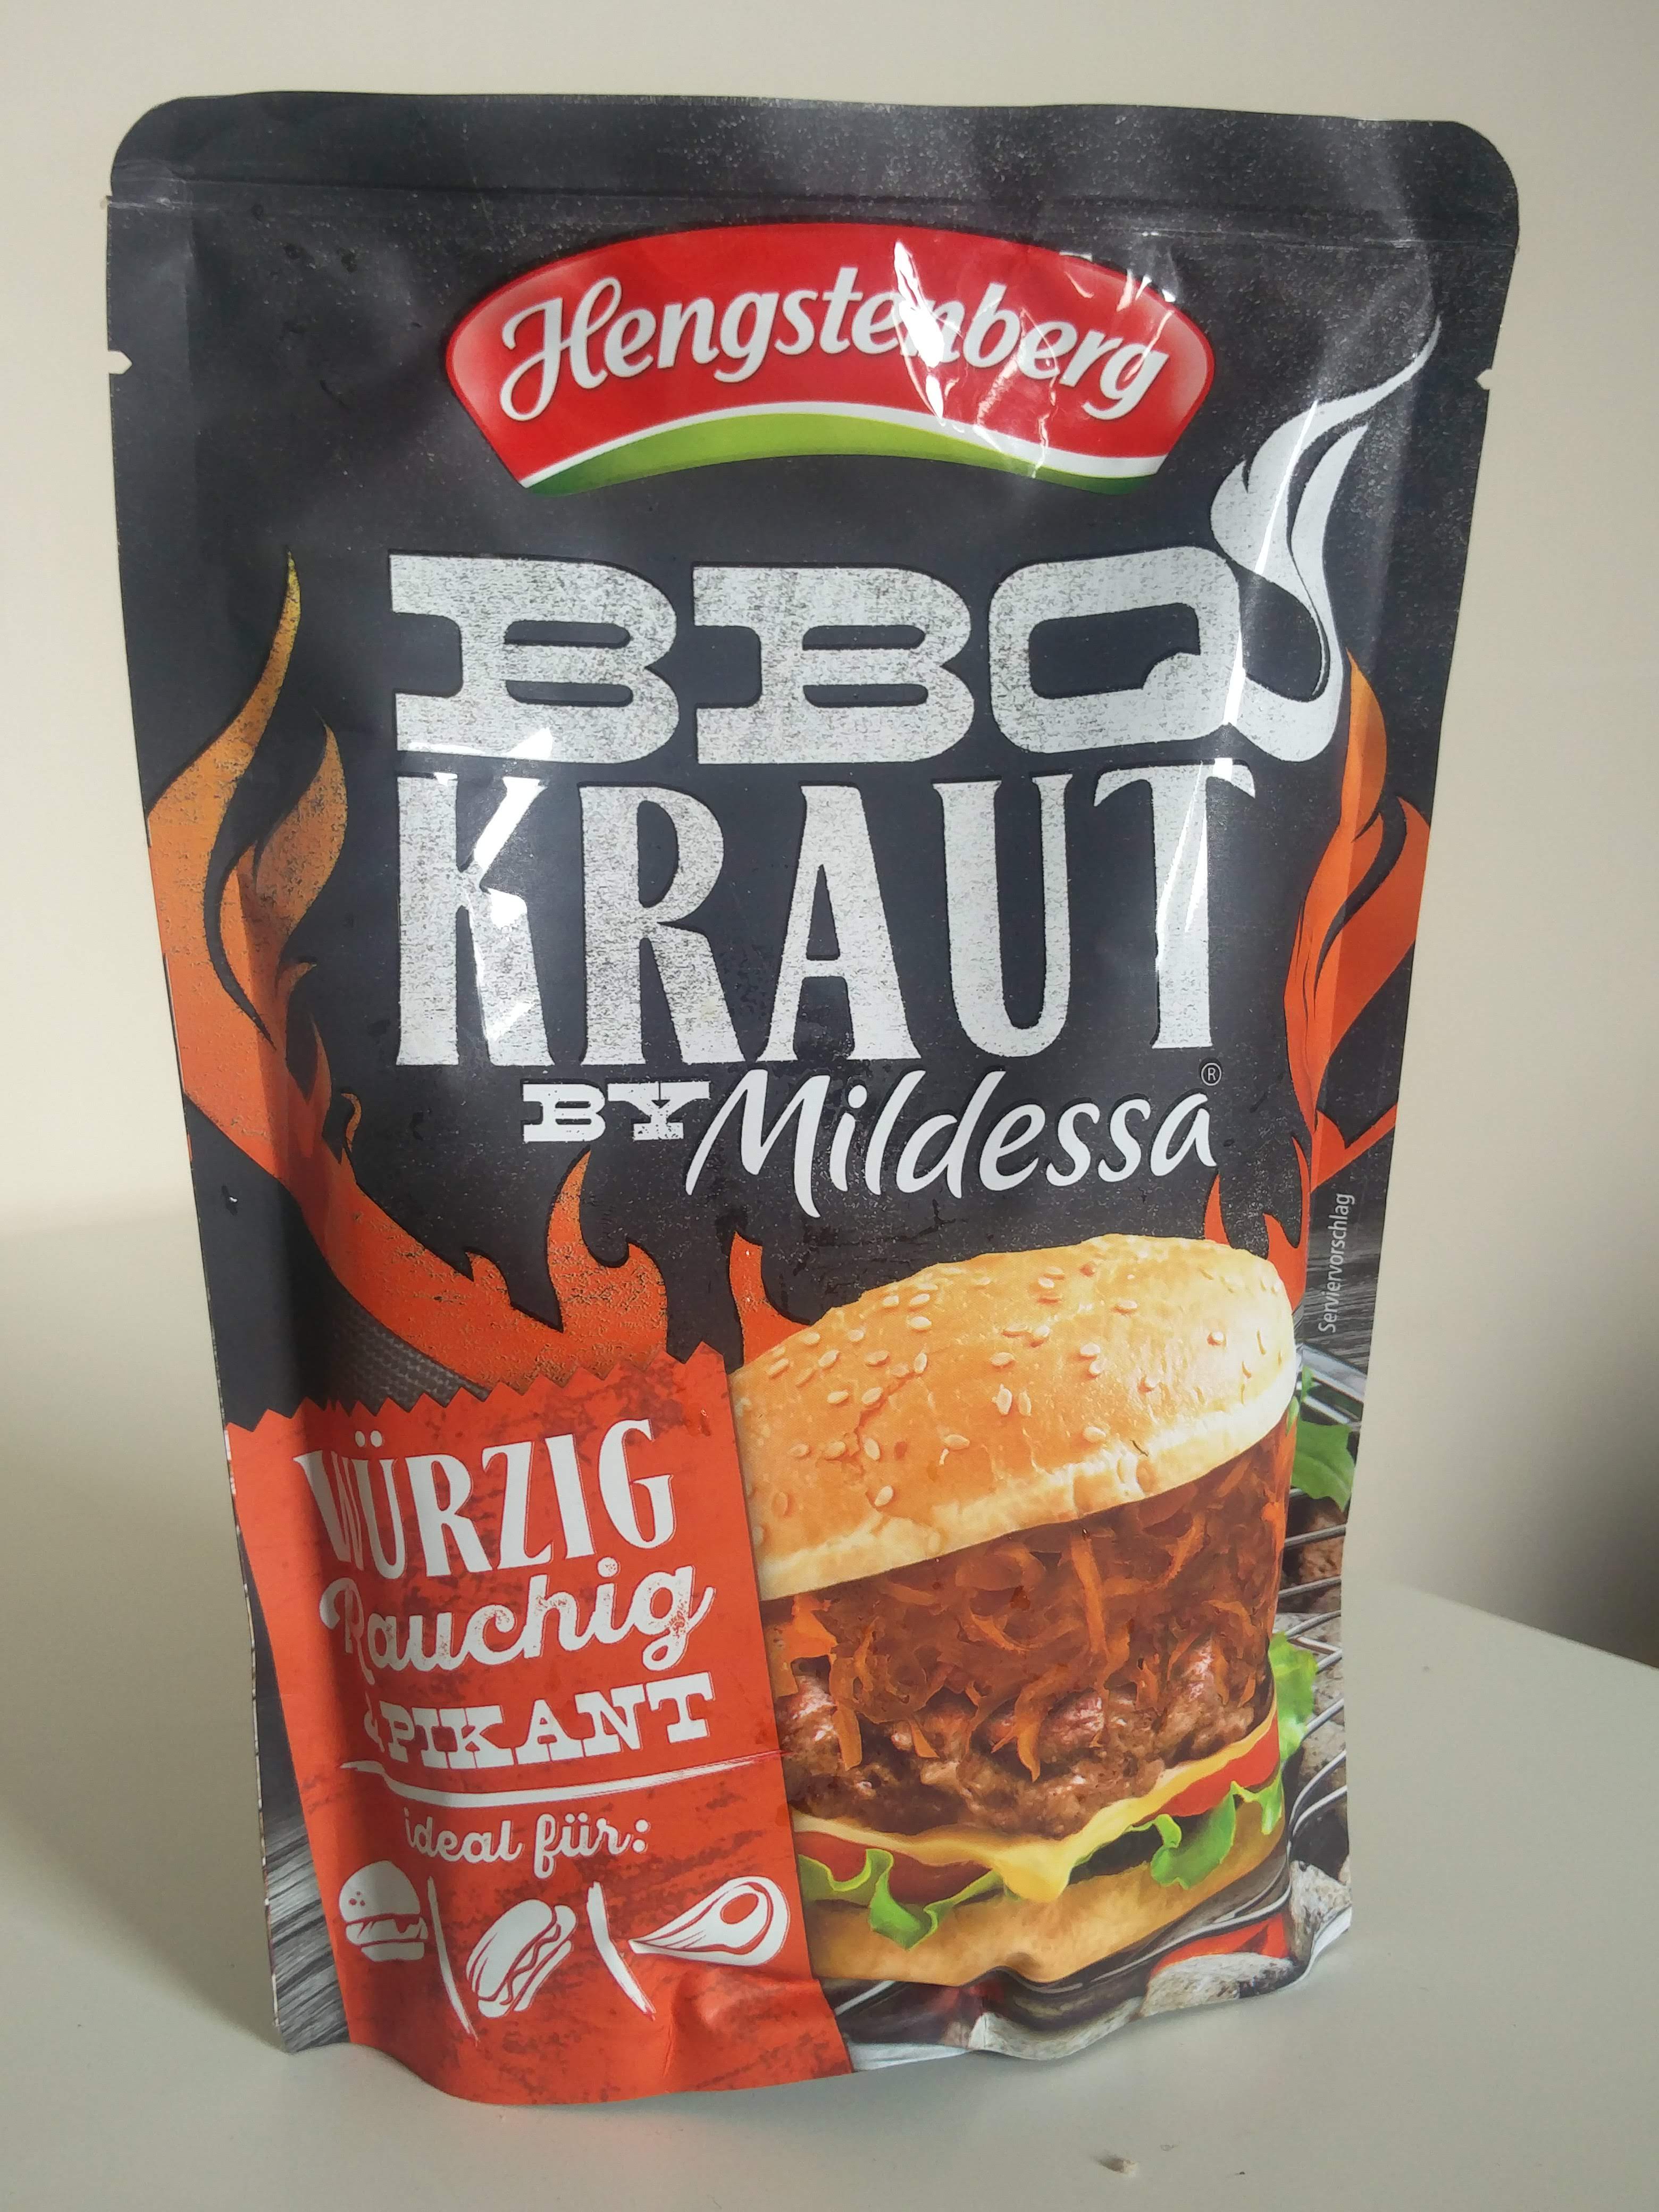 Hengstenberg
BBQ
KRAUT
BY Mildessa®
Serviervorschlag
WÜRZIG
Rauchig
& PIKANT
ideal für: